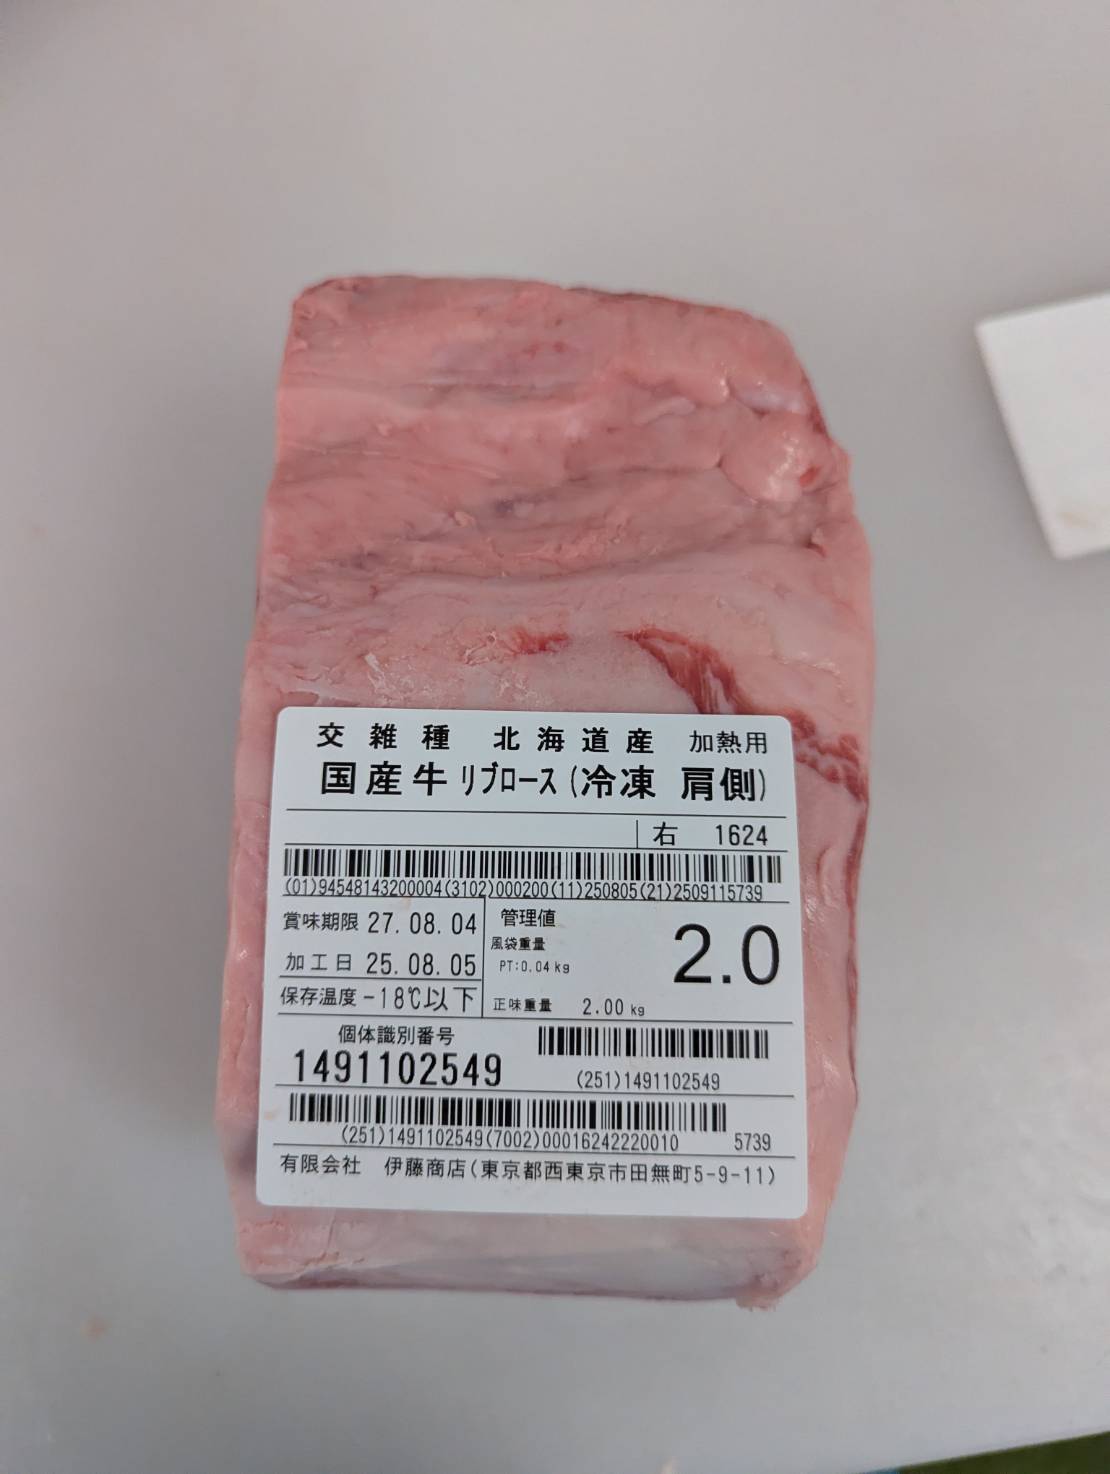 交雑種 北海道産 加熱用
国産牛 リブロース (冷凍 肩側)
右 1624
(01)94548143200004(3102)000200(11)250805(21)2509115739
賞味期限 27.08.04
加工日 25.08.05
保存温度 -18℃以下
管理値 2.0
風袋重量
PT:0.04kg
正味重量 2.00kg
個体識別番号
1491102549
(251)1491102549
(251)1491102549(7002)00016242220010 5739
有限会社 伊藤商店(東京都西東京市田無町5-9-11)